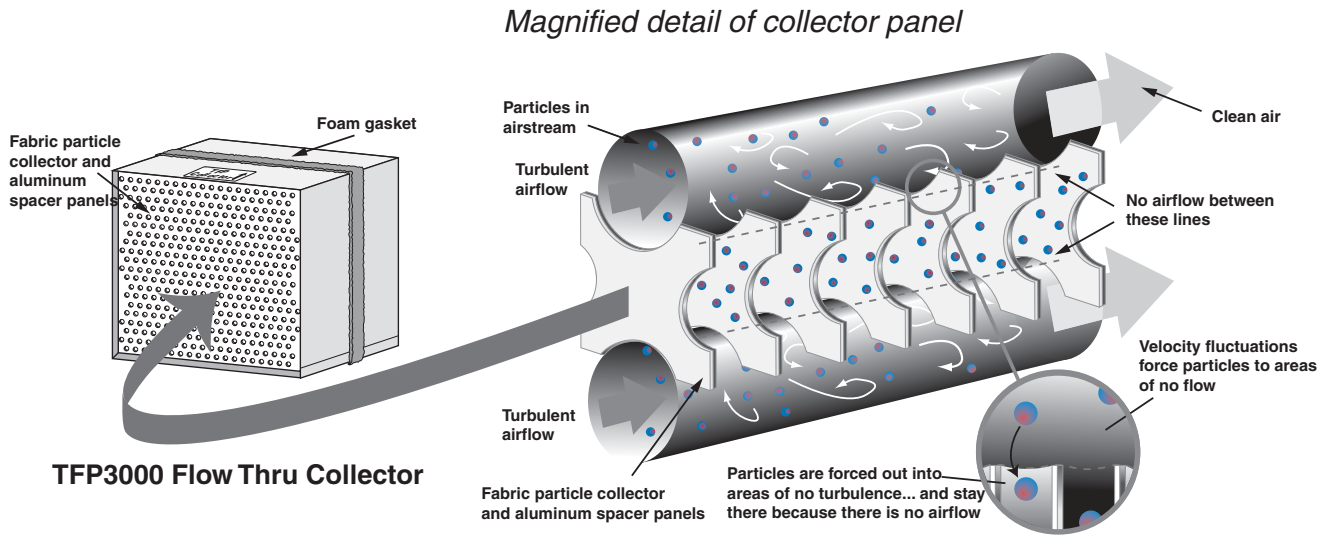 Magnified detail of collector panel
Particles in
airstream
Clean air
Foam gasket
Fabric particle
collector and
aluminum
spacer panels
Turbulent
airflow
No airflow between
these lines
Velocity fluctuations
force particles to areas
of no flow
Turbulent
airflow
TFP3000 Flow Thru Collector
Particles are forced out into
areas of no turbulence... and stay
there because there is no airflow
Fabric particle collector
and aluminum spacer panels